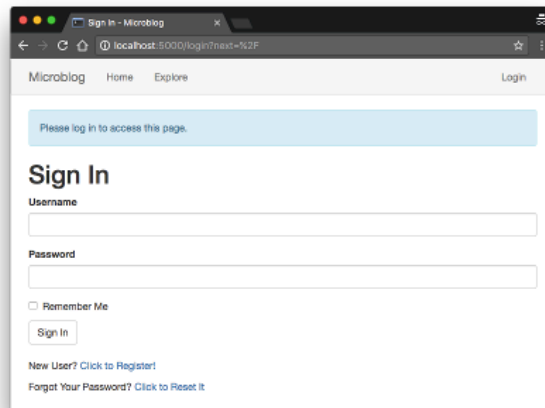 Sign In - Microblog
localhost:5000/login?next=%2F
Microblog Home Explore Login
Please log in to access this page.
Sign In
Username
Password
Remember Me
Sign In
New User? Click to Register!
Forgot Your Password? Click to Reset It